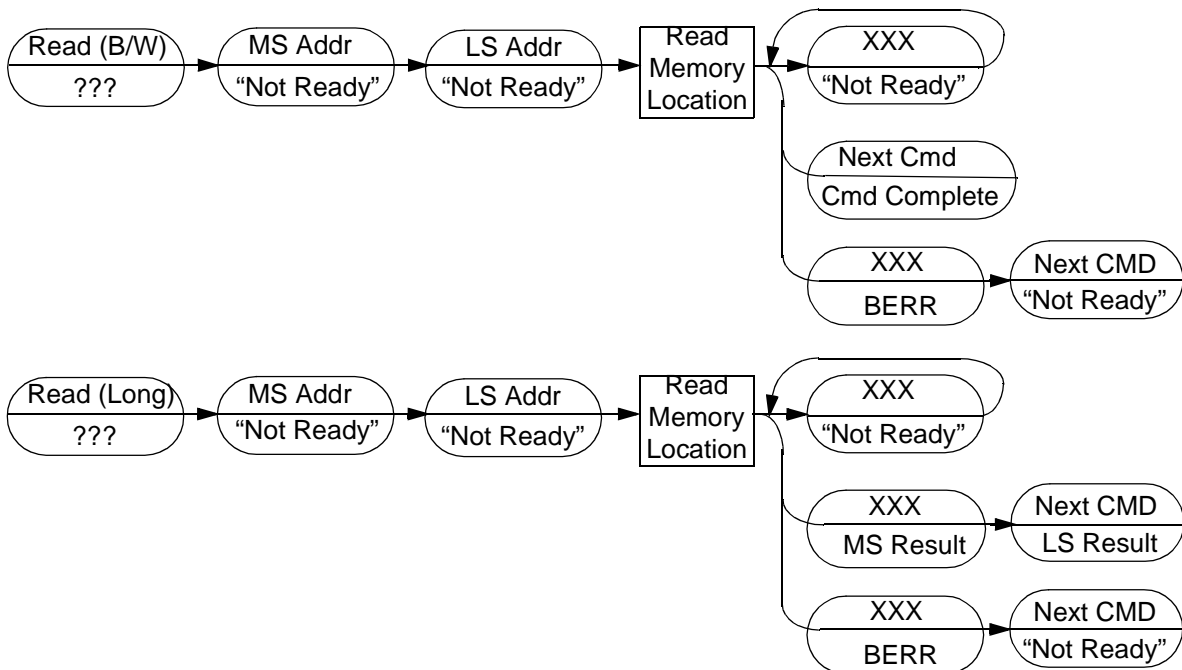 Read (B/W)
???
MS Addr
“Not Ready”
LS Addr
“Not Ready”
Read
Memory
Location
XXX
“Not Ready”
Next Cmd
Cmd Complete
XXX
BERR
Next CMD
“Not Ready”
Read (Long)
???
MS Addr
“Not Ready”
LS Addr
“Not Ready”
Read
Memory
Location
XXX
“Not Ready”
XXX
MS Result
Next CMD
LS Result
XXX
BERR
Next CMD
“Not Ready”